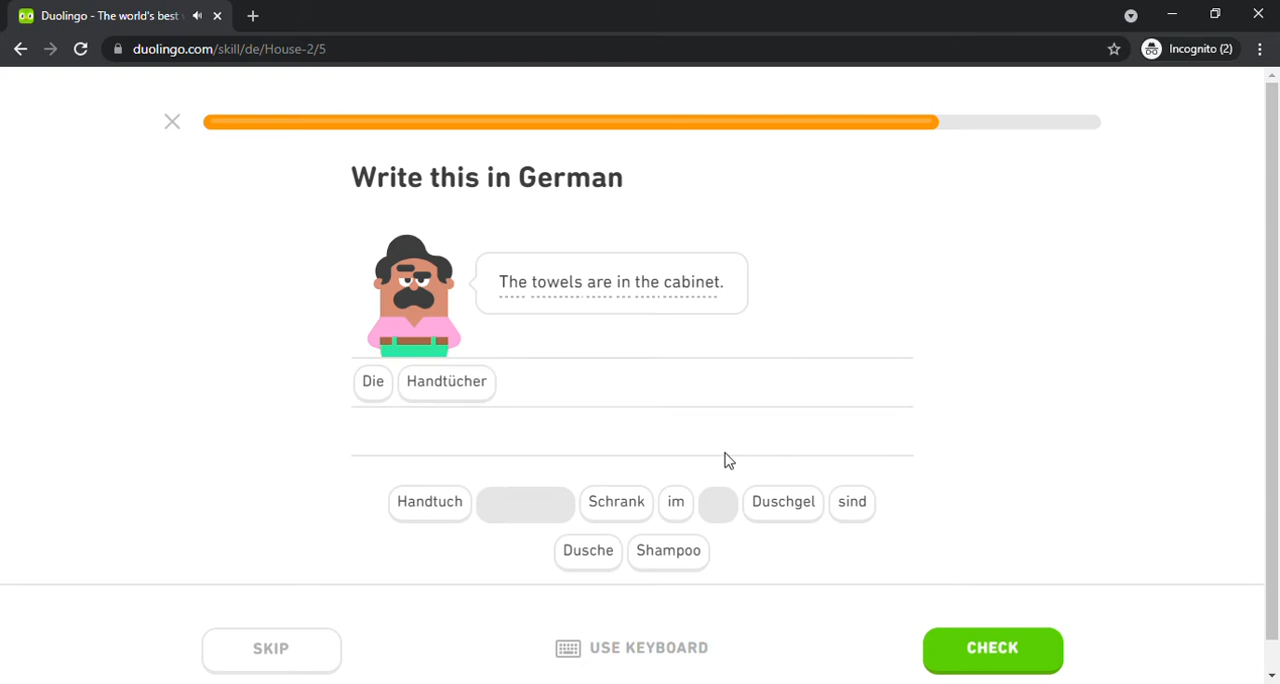 Duolingo - The world's best
duolingo.com/skill/de/House-2/5
Incognito (2)
Write this in German
The towels are in the cabinet.
Die Handtücher
Handtuch Schrank im Duschgel sind
Dusche Shampoo
SKIP USE KEYBOARD CHECK